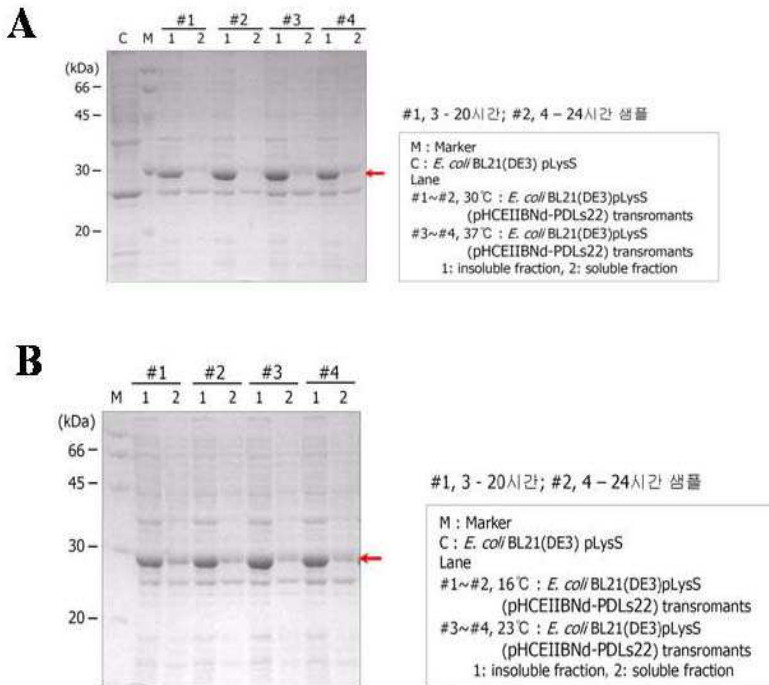 A
#1 #2 #3 #4
C M 1 2 1 2 1 2 1 2
(kDa)
66
45
30
20
#1, 3 - 20시간; #2, 4 – 24시간 샘플
M : Marker
C : E. coli BL21(DE3) pLysS
Lane
#1~#2, 30℃ : E. coli BL21(DE3)pLysS
(pHCEIIBNd-PDLs22) transromants
#3~#4, 37℃ : E. coli BL21(DE3)pLysS
(pHCEIIBNd-PDLs22) transromants
1: insoluble fraction, 2: soluble fraction
B
#1 #2 #3 #4
M 1 2 1 2 1 2 1 2
(kDa)
66
45
30
20
#1, 3 - 20시간; #2, 4 – 24시간 샘플
M : Marker
C : E. coli BL21(DE3) pLysS
Lane
#1~#2, 16℃ : E. coli BL21(DE3)pLysS
(pHCEIIBNd-PDLs22) transromants
#3~#4, 23℃ : E. coli BL21(DE3)pLysS
(pHCEIIBNd-PDLs22) transromants
1: insoluble fraction, 2: soluble fraction